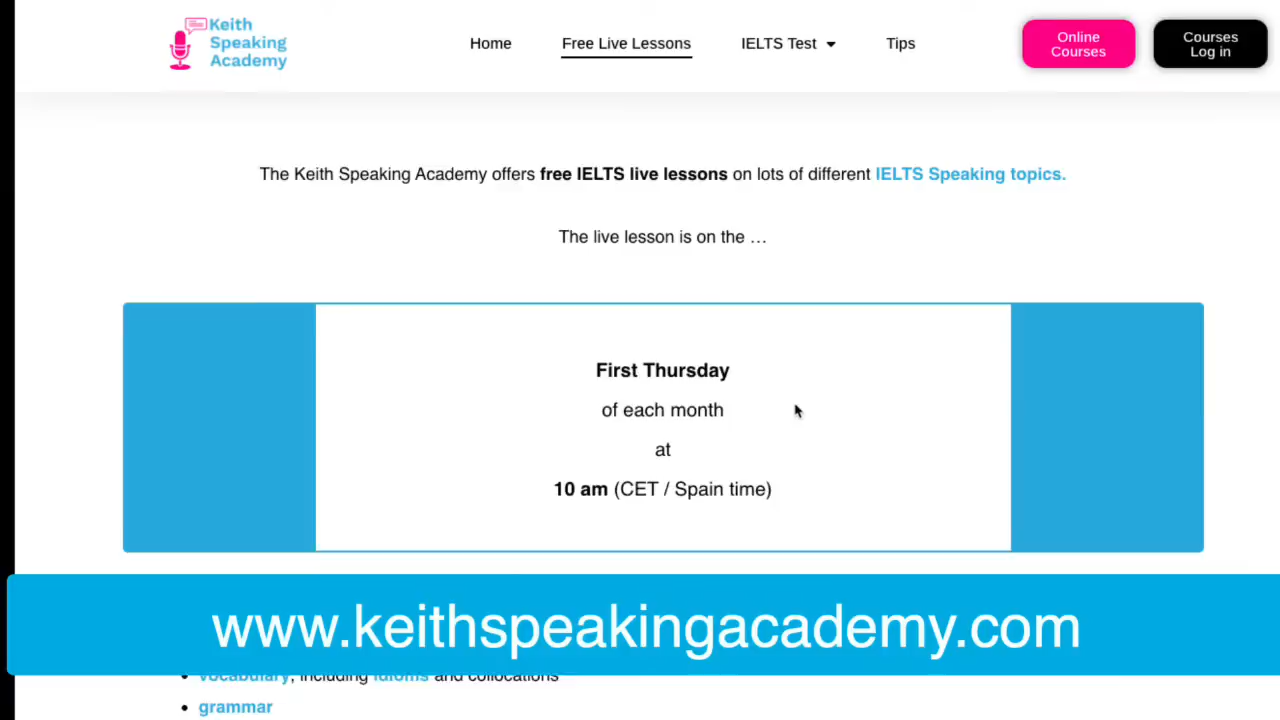 Keith
Speaking
Academy
Home
Free Live Lessons
IELTS Test
Tips
Online
Courses
Courses
Log in
The Keith Speaking Academy offers free IELTS live lessons on lots of different IELTS Speaking topics.
The live lesson is on the …
First Thursday
of each month
at
10 am (CET / Spain time)
www.keithspeakingacademy.com
vocabulary, including idioms and collocations
grammar